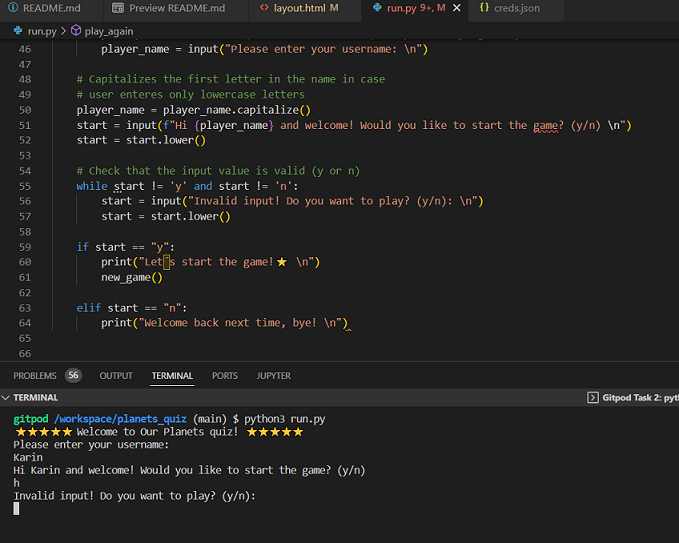 README.md Preview README.md layout.html M run.py 9+, M creds.json
run.py > play_again
46 player_name = input("Please enter your username: \n")
47
48 # Capitalizes the first letter in the name in case
49 # user enteres only lowercase letters
50 player_name = player_name.capitalize()
51 start = input(f"Hi {player_name} and welcome! Would you like to start the game? (y/n) \n")
52 start = start.lower()
53
54 # Check that the input value is valid (y or n)
55 while start != 'y' and start != 'n':
56 start = input("Invalid input! Do you want to play? (y/n): \n")
57 start = start.lower()
58
59 if start == "y":
60 print("Let´s start the game!⭐ \n")
61 new_game()
62
63 elif start == "n":
64 print("Welcome back next time, bye! \n")
65
66
PROBLEMS 56 OUTPUT TERMINAL PORTS JUPYTER
TERMINAL Gitpod Task 2:
gitpod /workspace/planets_quiz (main) $ python3 run.py
⭐⭐⭐⭐⭐ Welcome to Our Planets quiz! ⭐⭐⭐⭐⭐
Please enter your username:
Karin
Hi Karin and welcome! Would you like to start the game? (y/n)
h
Invalid input! Do you want to play? (y/n):